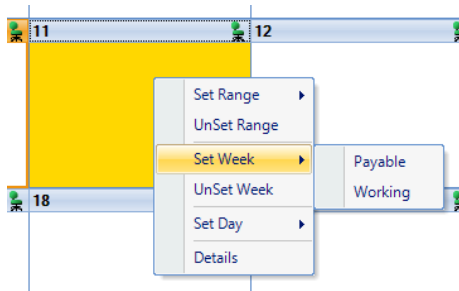 11
12
Set Range
UnSet Range
Set Week
Payable
UnSet Week
Working
18
Set Day
Details